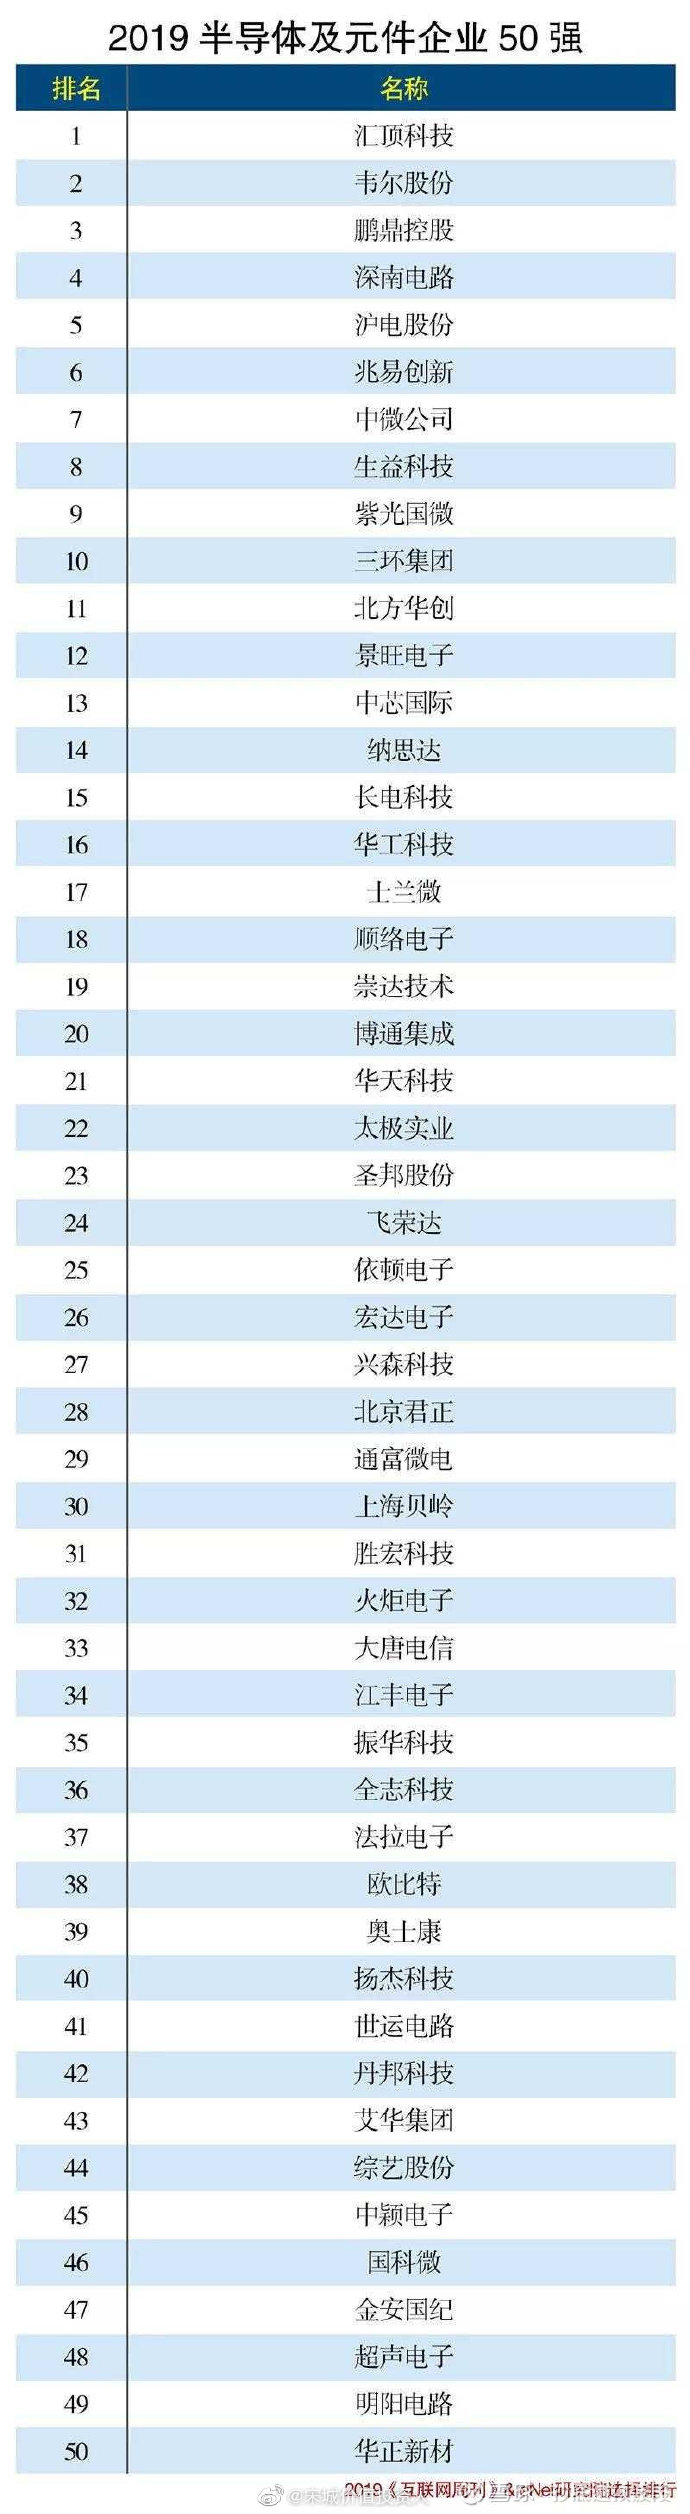 2019 半导体及元件企业 50 强
排名 名称
1 汇顶科技
2 韦尔股份
3 鹏鼎控股
4 深南电路
5 沪电股份
6 兆易创新
7 中微公司
8 生益科技
9 紫光国微
10 三环集团
11 北方华创
12 景旺电子
13 中芯国际
14 纳思达
15 长电科技
16 华工科技
17 士兰微
18 顺络电子
19 崇达技术
20 博通集成
21 华天科技
22 太极实业
23 圣邦股份
24 飞荣达
25 依顿电子
26 宏达电子
27 兴森科技
28 北京君正
29 通富微电
30 上海贝岭
31 胜宏科技
32 火炬电子
33 大唐电信
34 江丰电子
35 振华科技
36 全志科技
37 法拉电子
38 欧比特
39 奥士康
40 扬杰科技
41 世运电路
42 丹邦科技
43 艾华集团
44 综艺股份
45 中颖电子
46 国科微
47 金安国纪
48 超声电子
49 明阳电路
50 华正新材
2019《互联网周刊》&eNet研究院选择排行